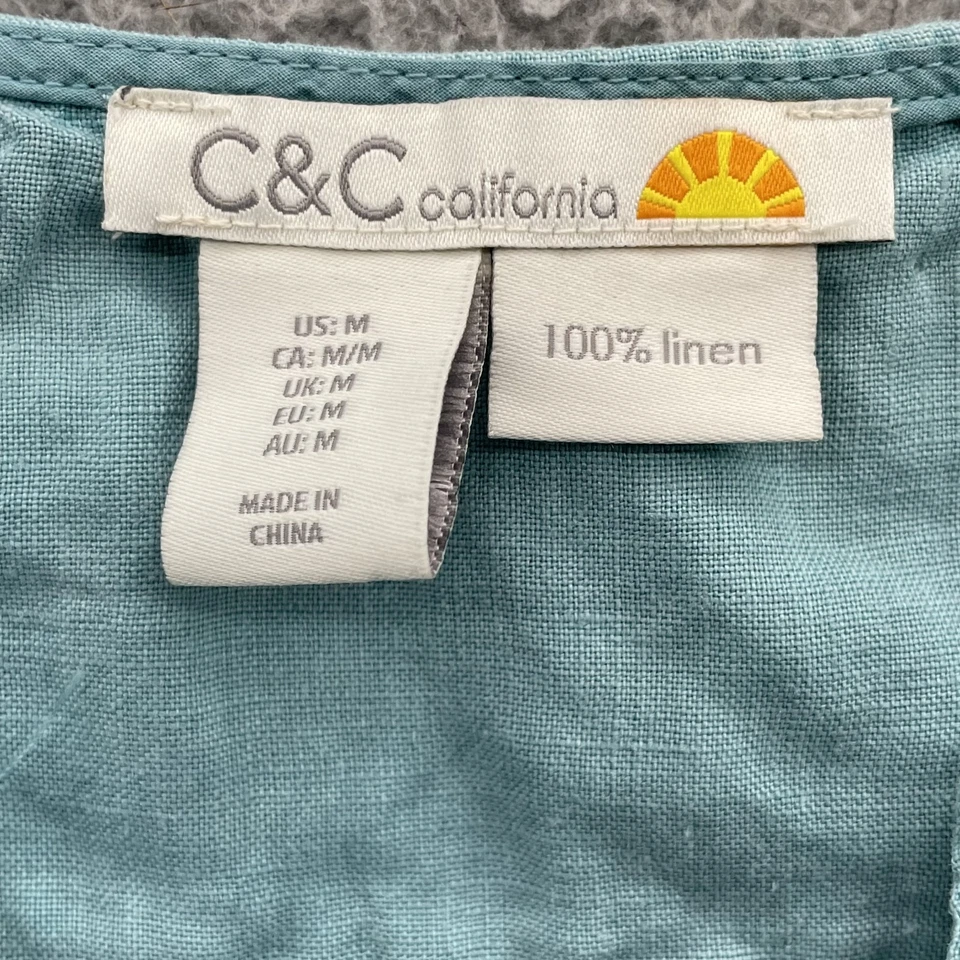 C&C california
US: M
CA: M/M
UK: M
EU: M
AU: M
MADE IN
CHINA
100% linen